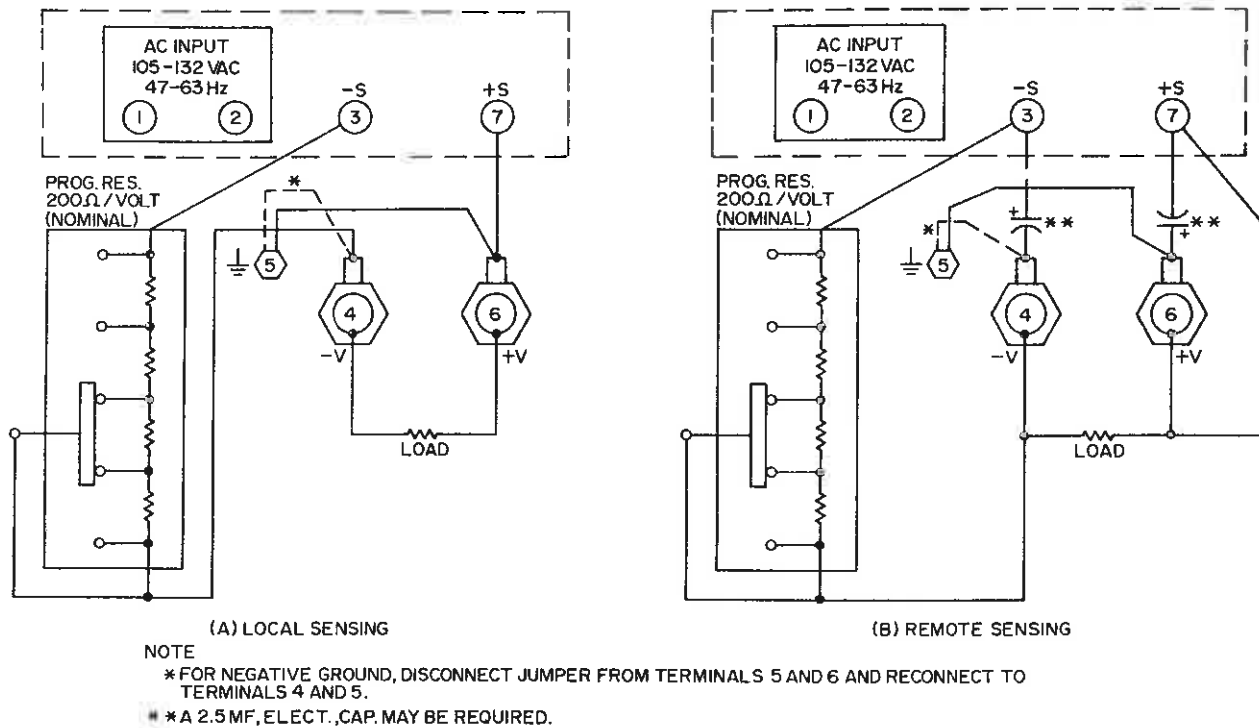 AC INPUT
105-132 VAC
47-63 Hz
1
2
-S
3
+S
7
PROG. RES.
200Ω/VOLT
(NOMINAL)
*
5
4
-V
6
+V
LOAD
(A) LOCAL SENSING
AC INPUT
105-132 VAC
47-63 Hz
1
2
-S
3
+S
7
PROG. RES.
200Ω/VOLT
(NOMINAL)
*
5
+
**
+
**
4
-V
6
+V
LOAD
(B) REMOTE SENSING
NOTE
* FOR NEGATIVE GROUND, DISCONNECT JUMPER FROM TERMINALS 5 AND 6 AND RECONNECT TO
TERMINALS 4 AND 5.
* * A 2.5 MF, ELECT., CAP. MAY BE REQUIRED.